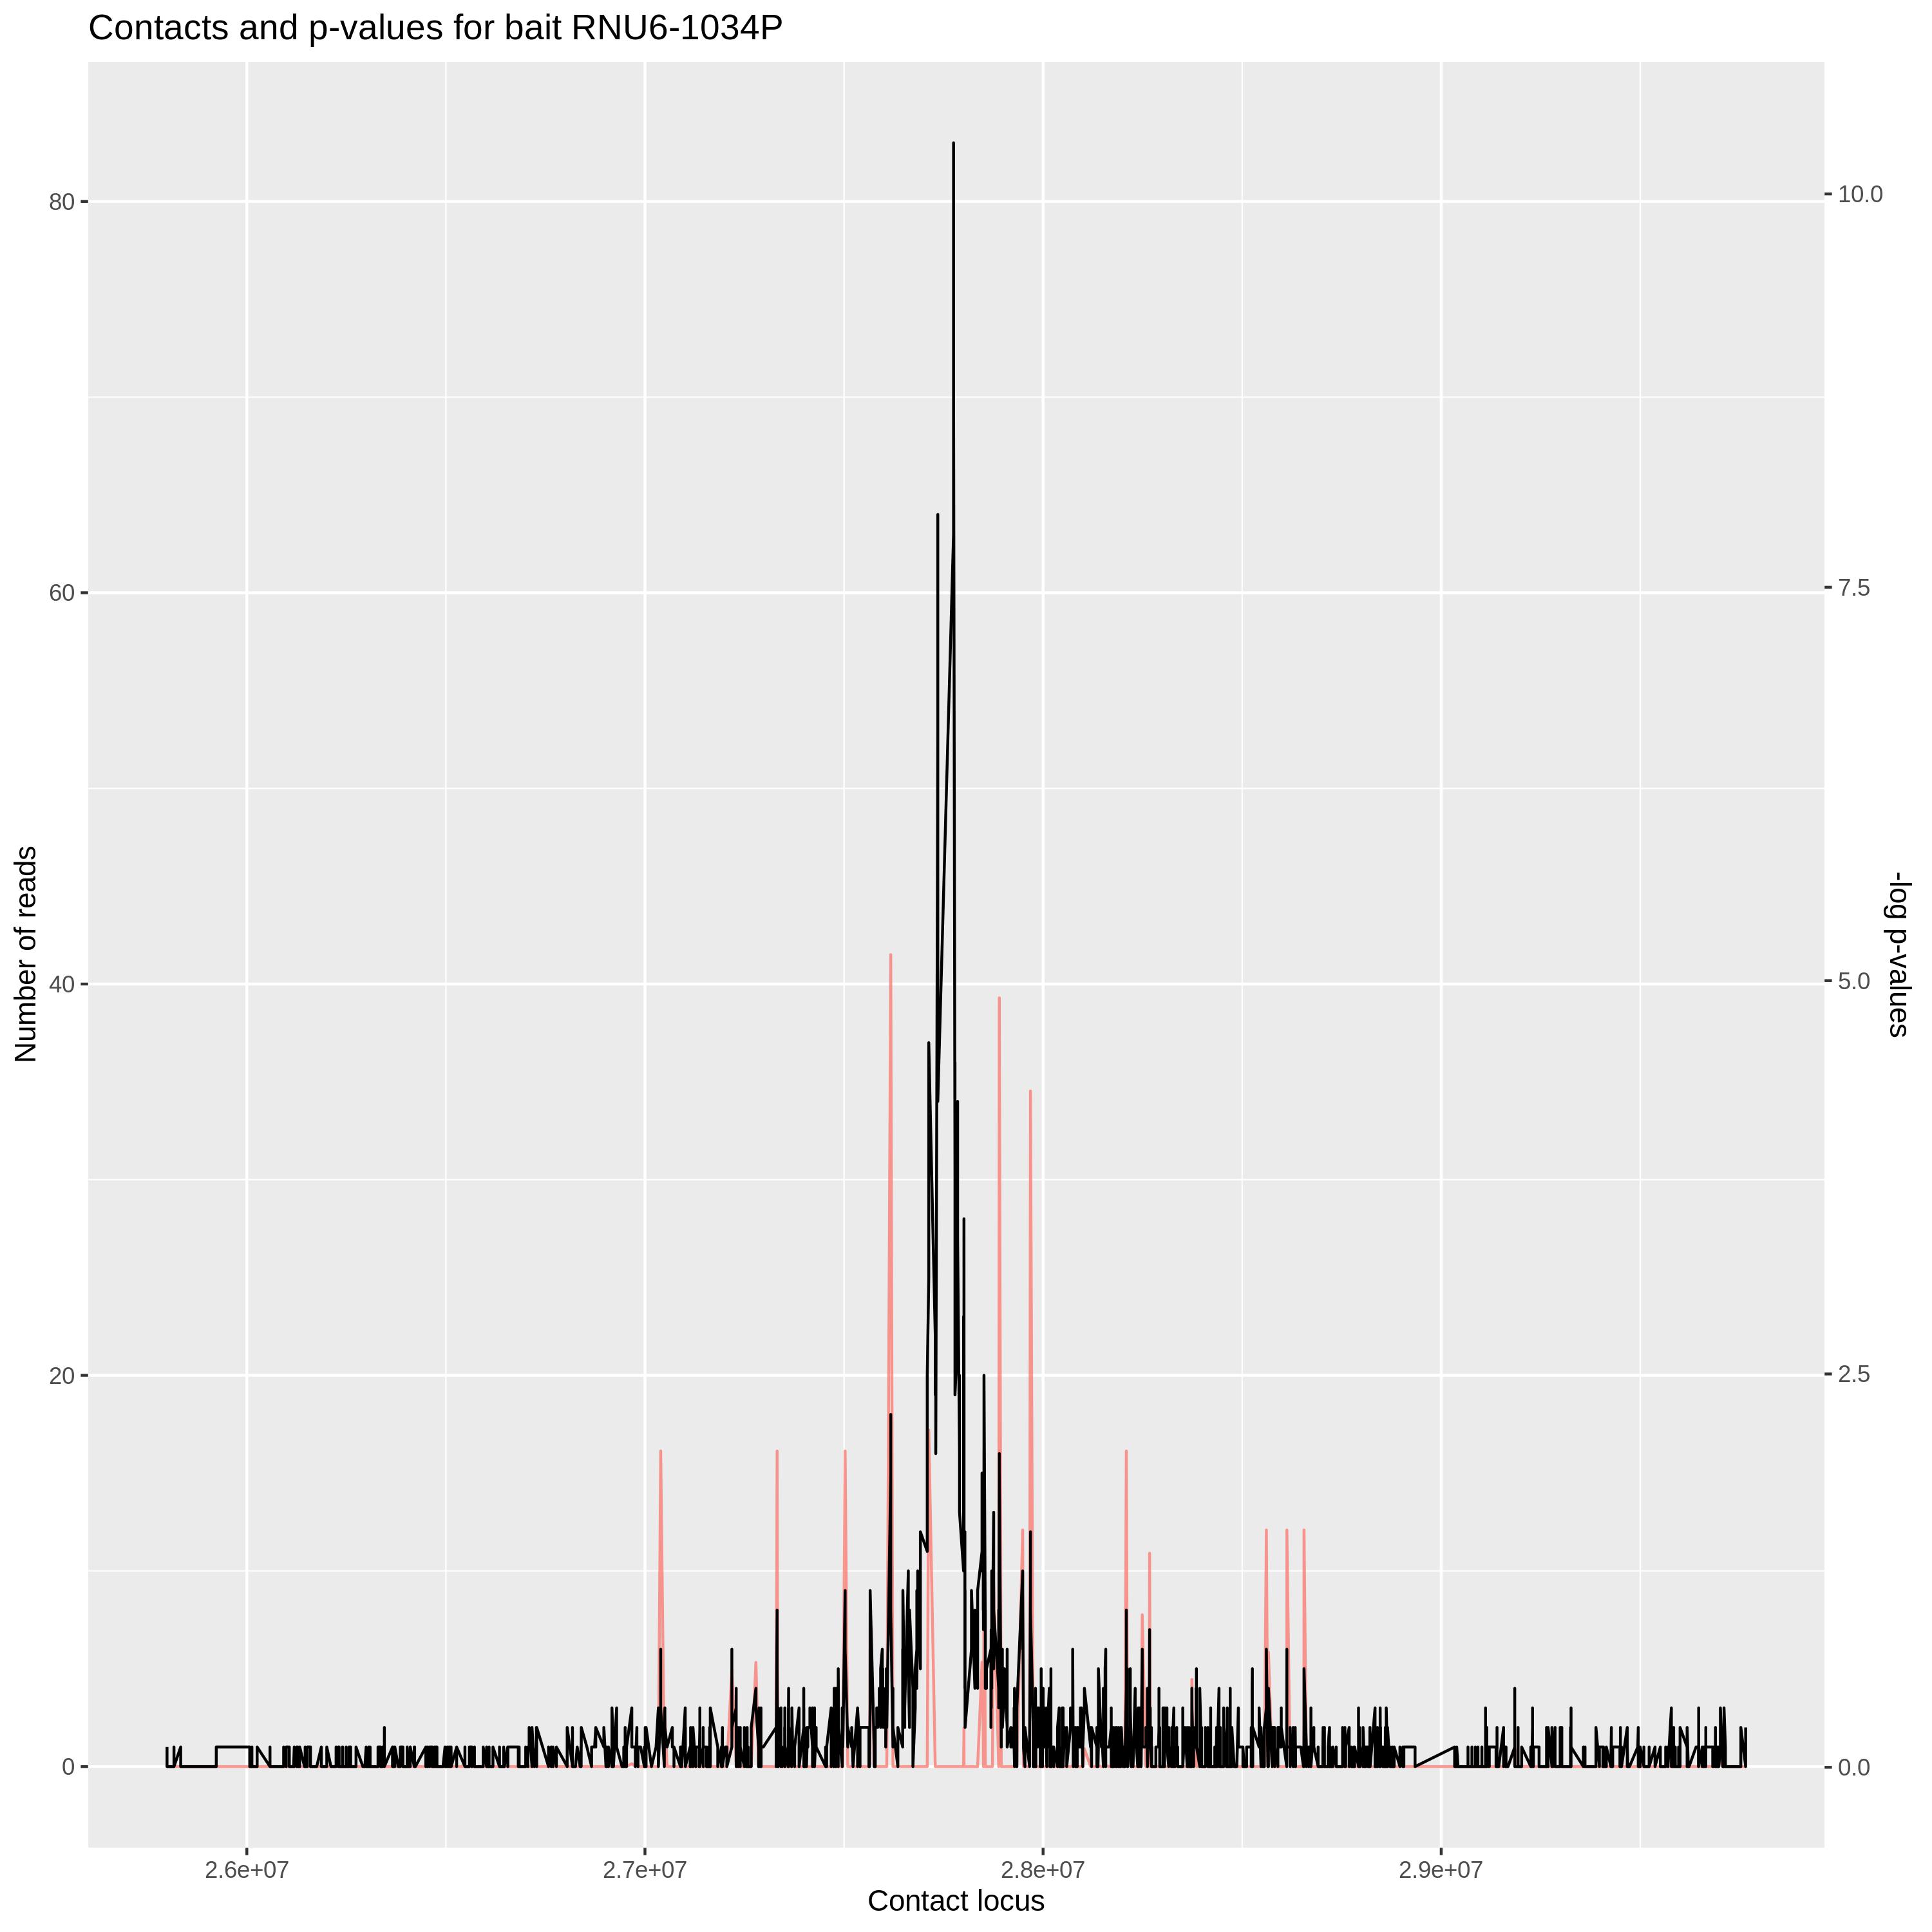 Contacts and p-values for bait RNU6-1034P
80
60
40
20
0
Number of reads
10.0
7.5
5.0
2.5
0.0
-log p-values
2.6e+07 2.7e+07 2.8e+07 2.9e+07
Contact locus